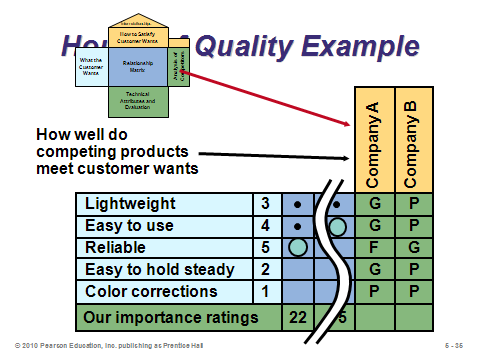 House of Quality Example
Interrelationships
How to Satisfy
Customer Wants
What the
Customer
Wants
Relationship
Matrix
Analysis of
Competitors
Technical
Attributes and
Evaluation
How well do
competing products
meet customer wants
Company A
Company B
Lightweight 3 • • G P
Easy to use 4 • G P
Reliable 5 F G
Easy to hold steady 2 G P
Color corrections 1 P P
Our importance ratings 22 5
© 2010 Pearson Education, Inc. publishing as Prentice Hall
5 - 35